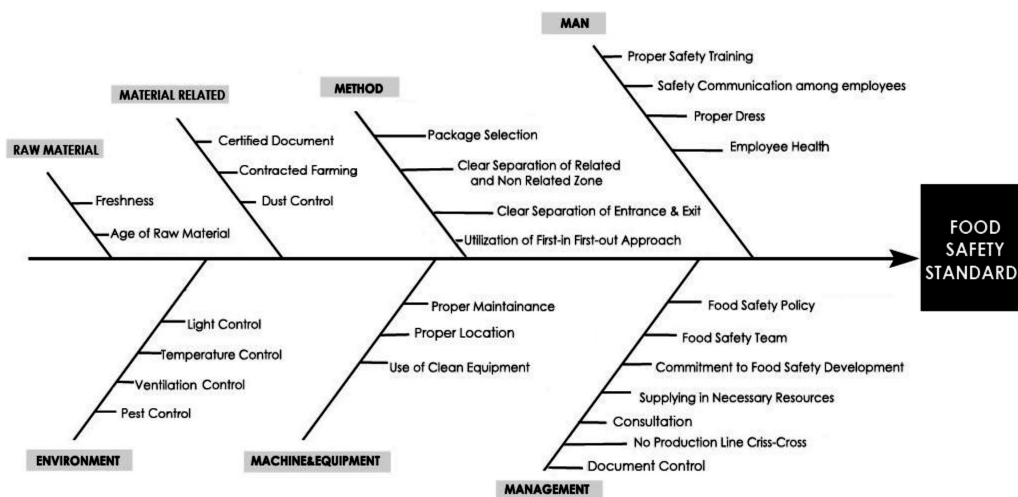 MAN
Proper Safety Training
Safety Communication among employees
Proper Dress
Employee Health
METHOD
Package Selection
Clear Separation of Related
and Non Related Zone
Clear Separation of Entrance & Exit
Utilization of First-in First-out Approach
MATERIAL RELATED
Certified Document
Contracted Farming
Dust Control
RAW MATERIAL
Freshness
Age of Raw Material
FOOD
SAFETY
STANDARD
Light Control
Temperature Control
Ventilation Control
Pest Control
ENVIRONMENT
Proper Maintainance
Proper Location
Use of Clean Equipment
MACHINE&EQUIPMENT
Food Safety Policy
Food Safety Team
Commitment to Food Safety Development
Supplying in Necessary Resources
Consultation
No Production Line Criss-Cross
Document Control
MANAGEMENT